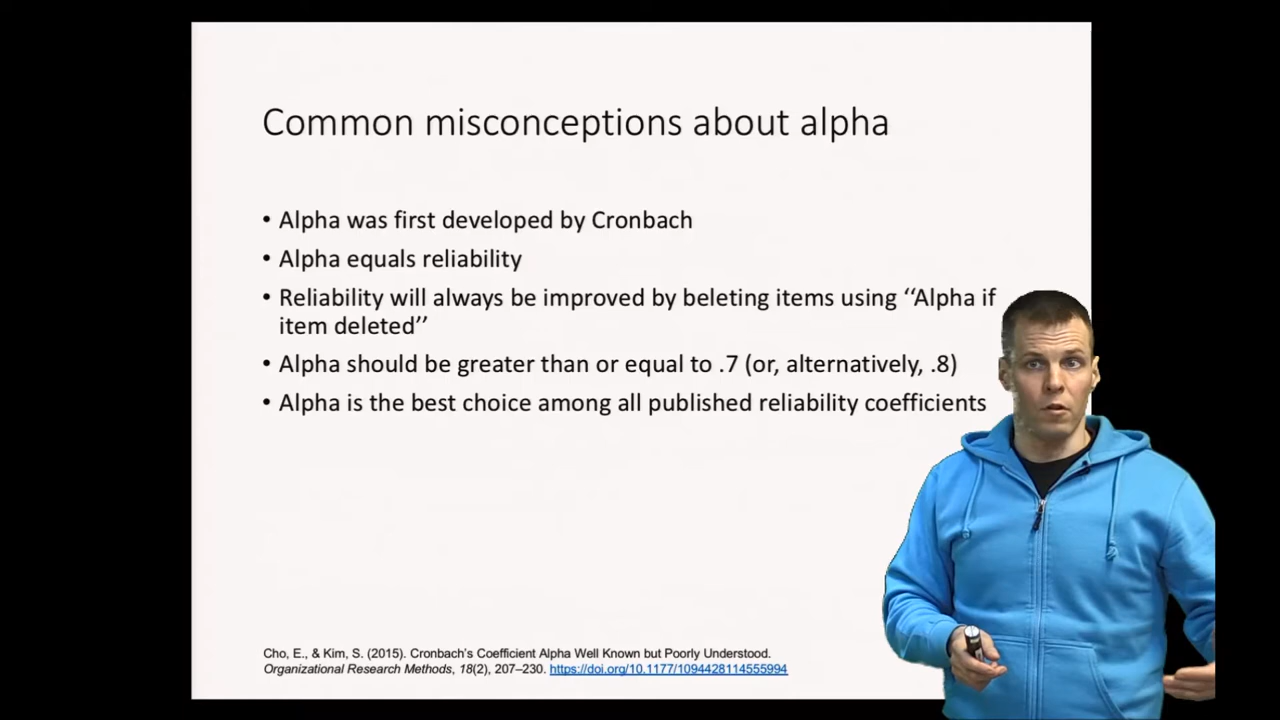 Common misconceptions about alpha
• Alpha was first developed by Cronbach
• Alpha equals reliability
• Reliability will always be improved by beleting items using ‘‘Alpha if
item deleted’’
• Alpha should be greater than or equal to .7 (or, alternatively, .8)
• Alpha is the best choice among all published reliability coefficients
Cho, E., & Kim, S. (2015). Cronbach’s Coefficient Alpha Well Known but Poorly Understood.
Organizational Research Methods, 18(2), 207–230. https://doi.org/10.1177/1094428114555994